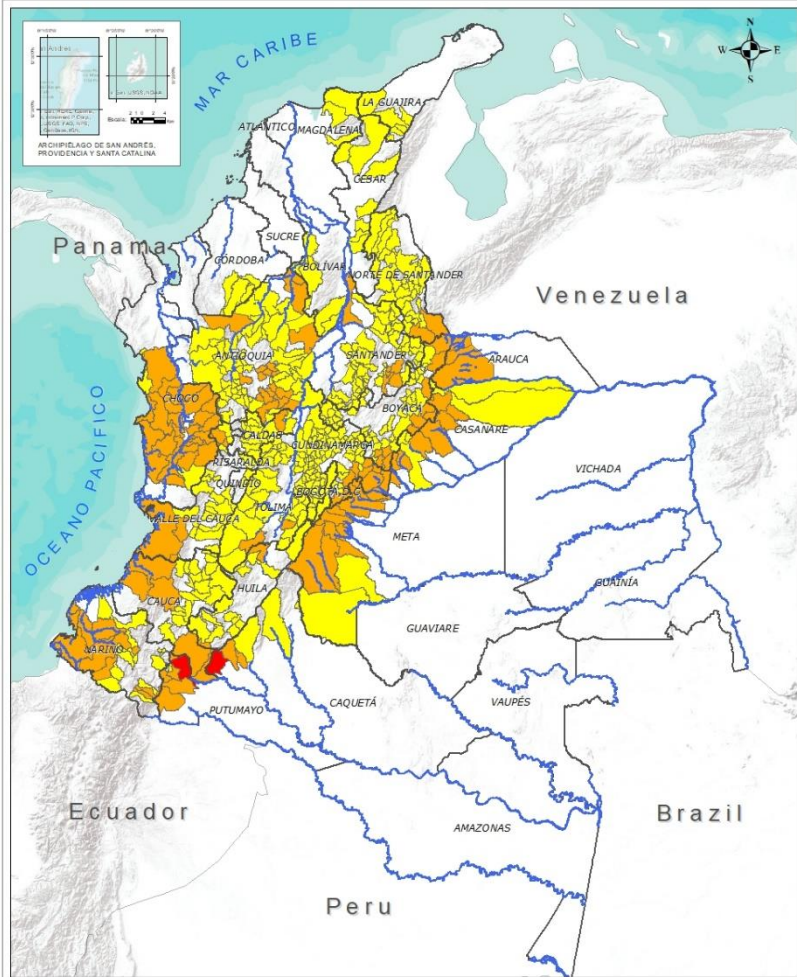 MAR CARIBE
N
W E
S
ARCHIPIÉLAGO DE SAN ANDRÉS,
PROVIDENCIA Y SANTA CATALINA
LA GUAJIRA
ATLÁNTICO
MAGDALENA
CESAR
Panama
SUCRE
CÓRDOBA
BOLÍVAR
NORTE DE SANTANDER
Venezuela
ANTIOQUIA
SANTANDER
ARAUCA
OCEANO PACÍFICO
CHOCÓ
BOYACÁ
CALDAS
CUNDINAMARCA
CASANARE
RISARALDA
VICHADA
QUINDÍO
BOGOTÁ D.C
TOLIMA
VALLE DEL CAUCA
META
GUAINÍA
HUILA
CAUCA
GUAVIARE
NARIÑO
CAQUETÁ
VAUPÉS
PUTUMAYO
Ecuador
Brazil
AMAZONAS
Peru